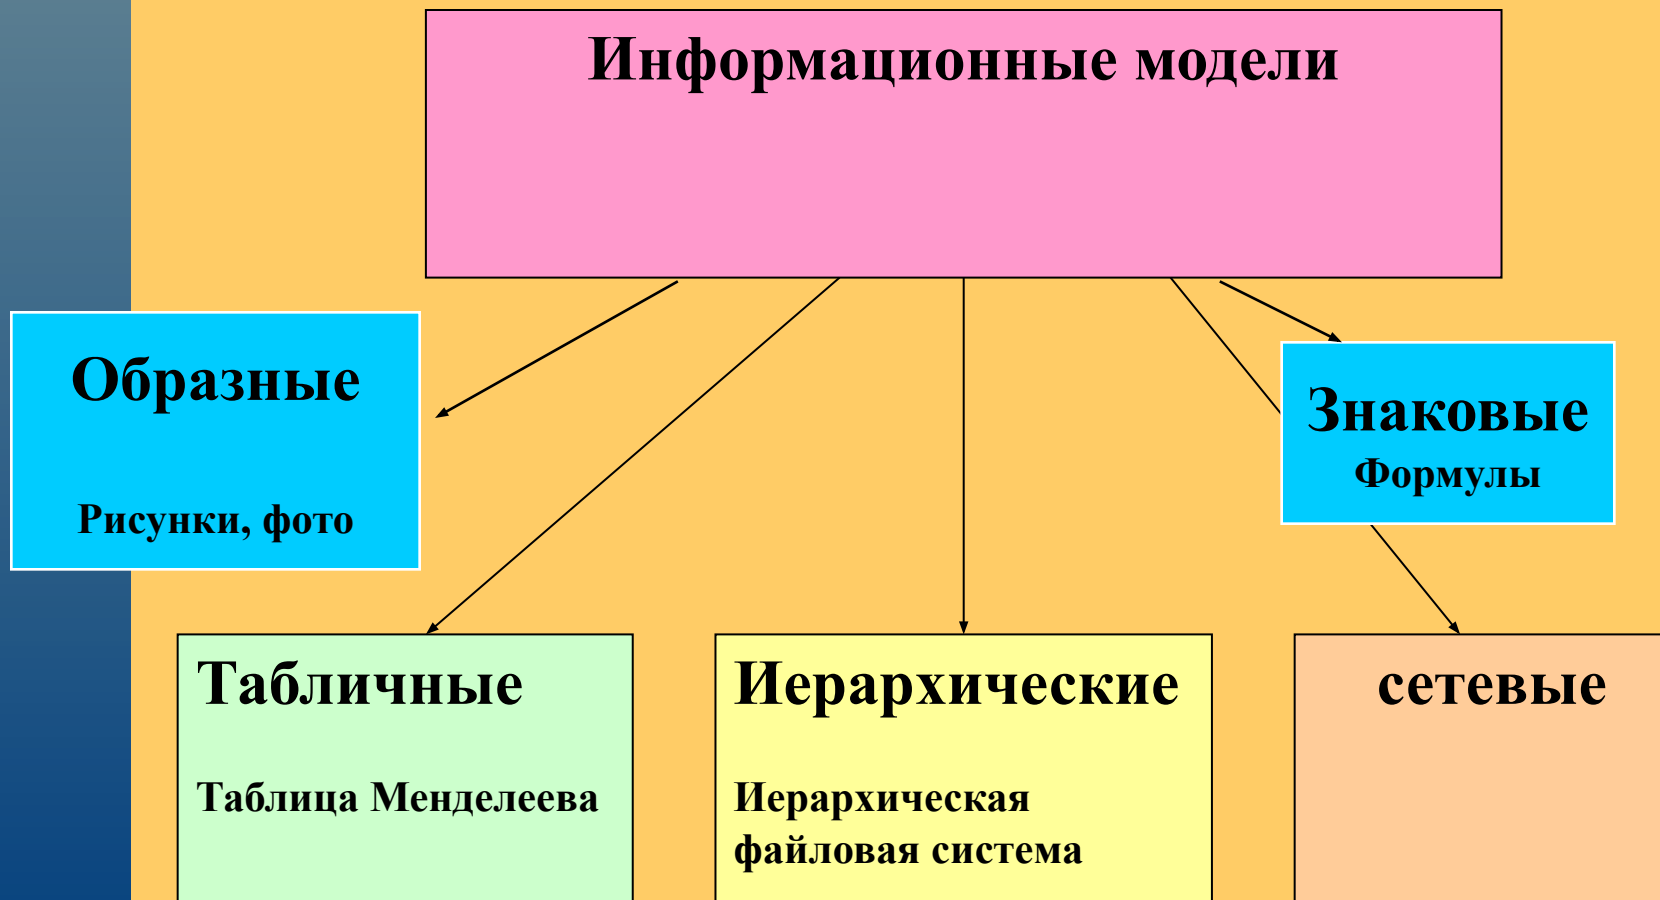 Информационные модели
Образные
Рисунки, фото
Знаковые
Формулы
Табличные
Таблица Менделеева
Иерархические
Иерархическая
файловая система
сетевые